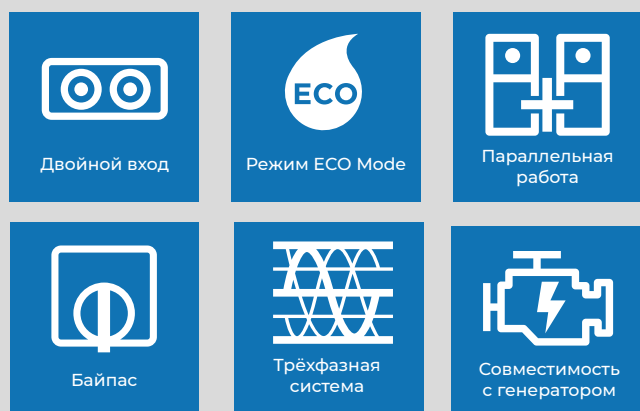 Двойной вход
ECO
Режим ECO Mode
Параллельная
работа
Байпас
Трёхфазная
система
Совместимость
с генератором